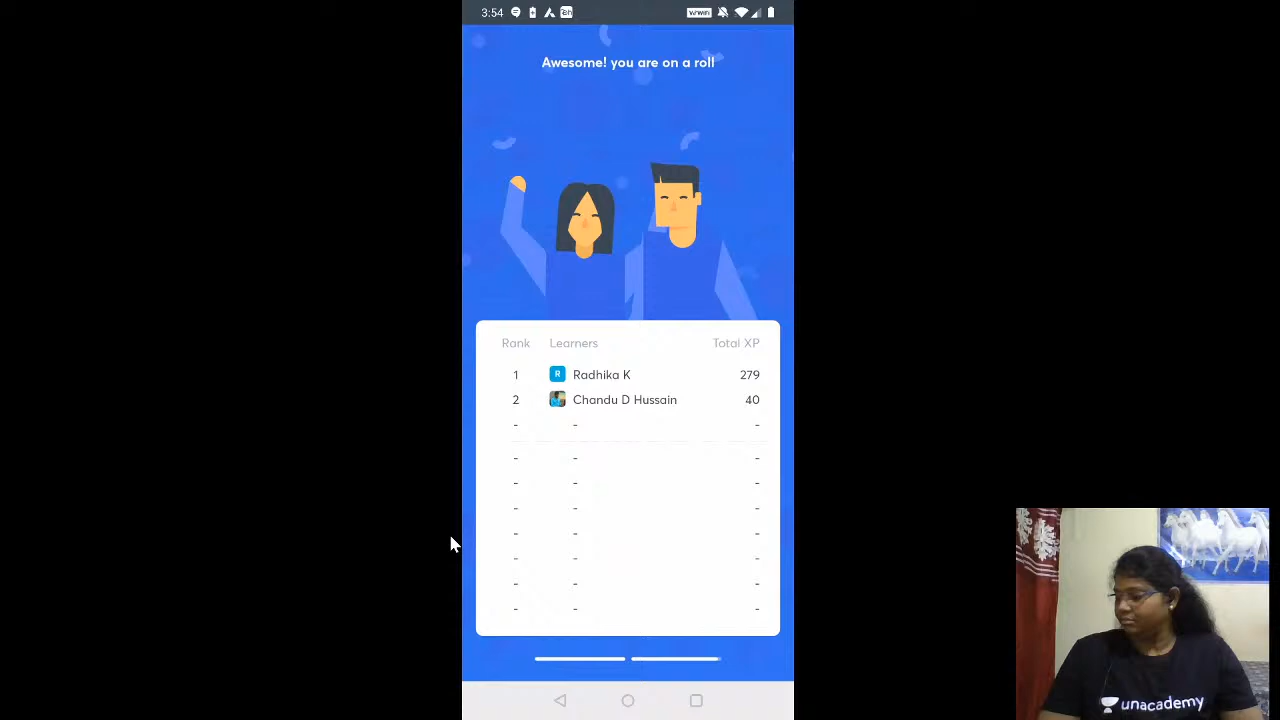 3:54
Awesome! you are on a roll
Rank Learners Total XP
1 R Radhika K 279
2 Chandu D Hussain 40
- - -
- - -
- - -
- - -
- - -
- - -
- - -
- - -
unacademy